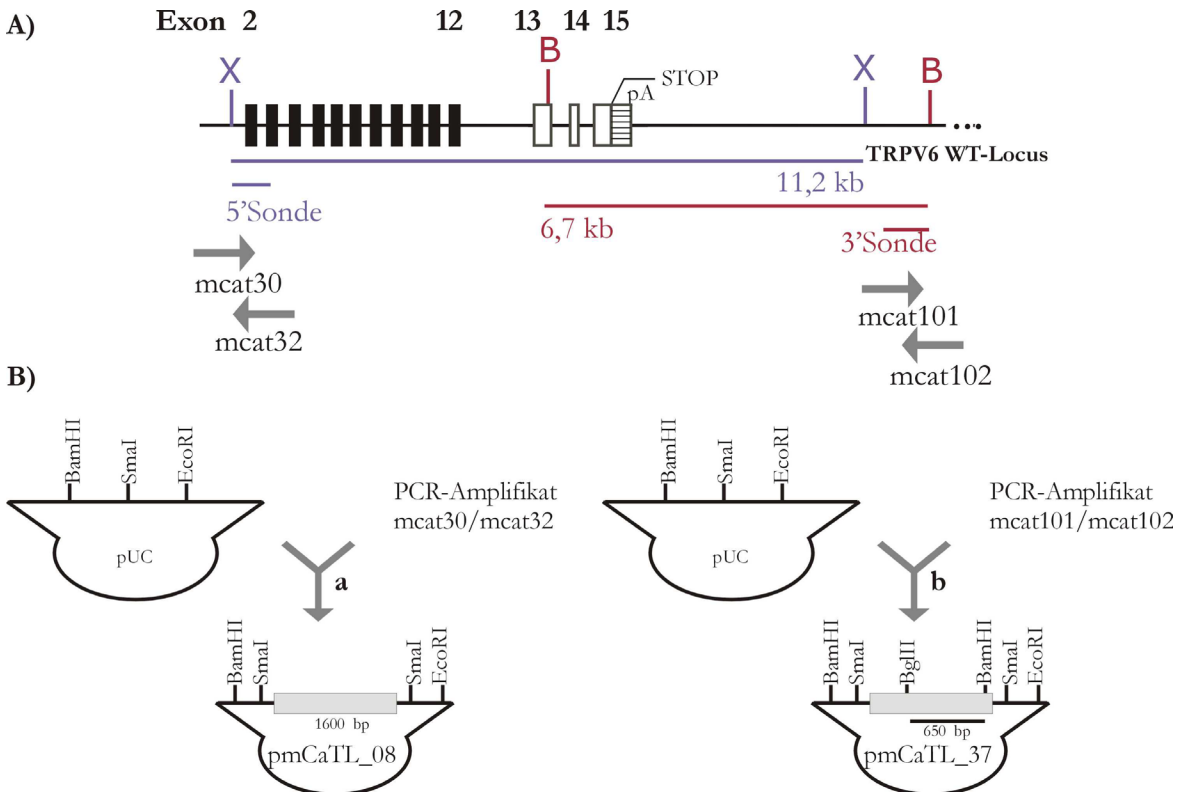 A)
Exon 2 12 13 14 15
B
X
STOP
pA
X
B
TRPV6 WT-Locus
11,2 kb
5’Sonde
6,7 kb
3’Sonde
mcat30
mcat32
mcat101
mcat102
B)
BamHI
SmaI
EcoRI
pUC
PCR-Amplifikat
mcat30/mcat32
a
BamHI
SmaI
SmaI
EcoRI
1600 bp
pmCaTL_08
BamHI
SmaI
EcoRI
pUC
PCR-Amplifikat
mcat101/mcat102
b
BamHI
SmaI
BglII
BamHI
SmaI
EcoRI
650 bp
pmCaTL_37